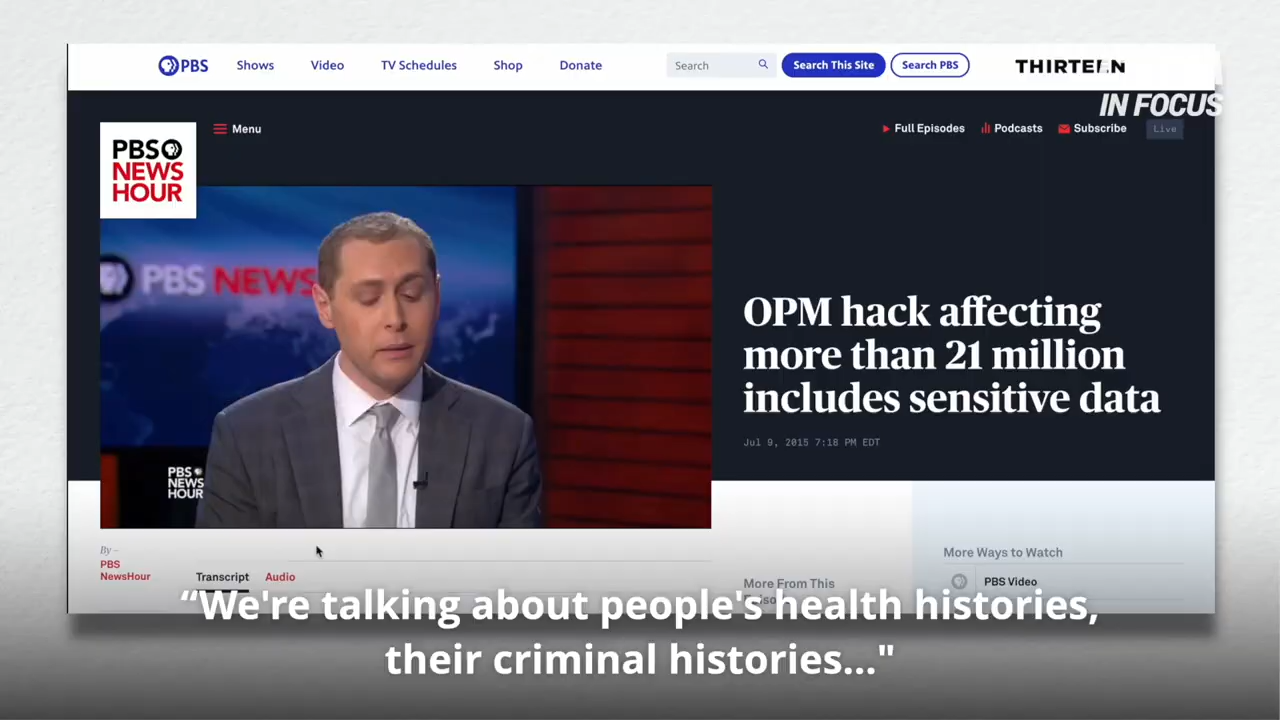 PBS
Shows
Video
TV Schedules
Shop
Donate
Search
Search This Site
Search PBS
THIRTEEN
IN FOCUS
PBS
NEWS
HOUR
Menu
Full Episodes
Podcasts
Subscribe
Live
PBS NEWS
PBS
NEWS
HOUR
OPM hack affecting
more than 21 million
includes sensitive data
Jul 9, 2015 7:18 PM EDT
By –
PBS
NewsHour
Transcript
Audio
More From This
More Ways to Watch
PBS Video
“We're talking about people's health histories,
their criminal histories..."